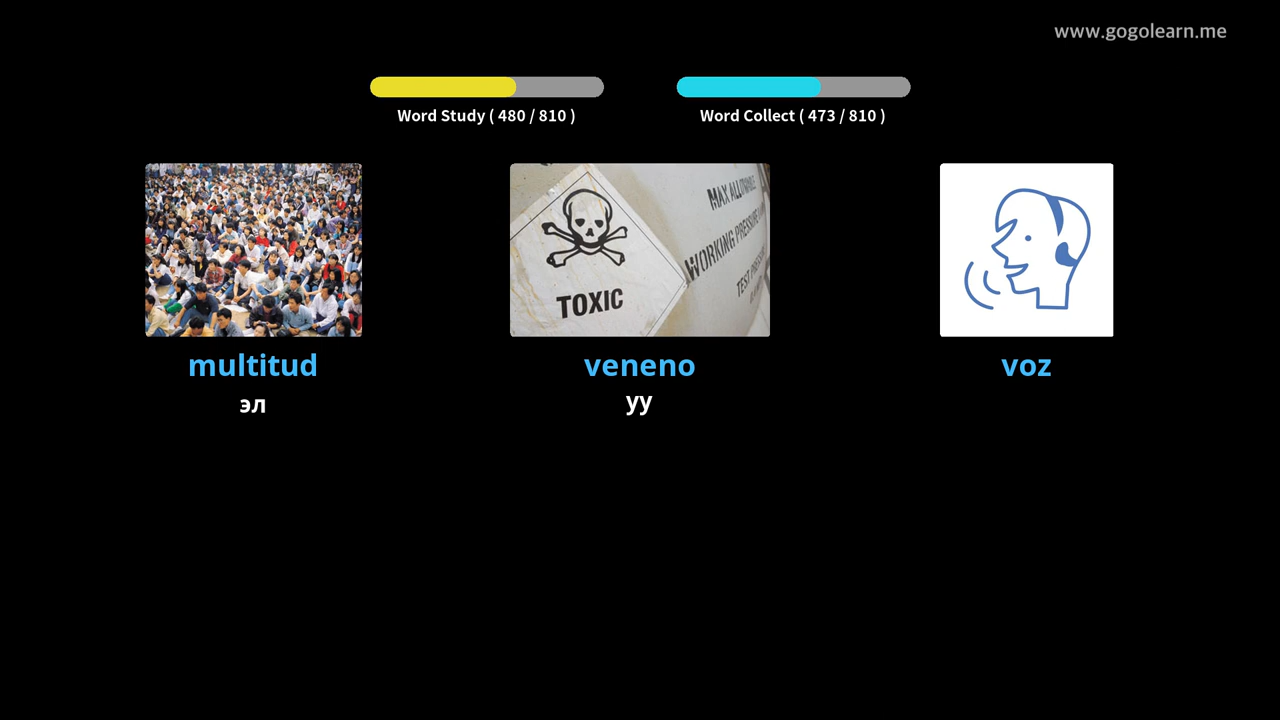 www.gogolearn.me
Word Study ( 480 / 810 )
Word Collect ( 473 / 810 )
TOXIC
MAX ALLOWABLE
WORKING PRESSURE
TEST
multitud
veneno
voz
эл
уу